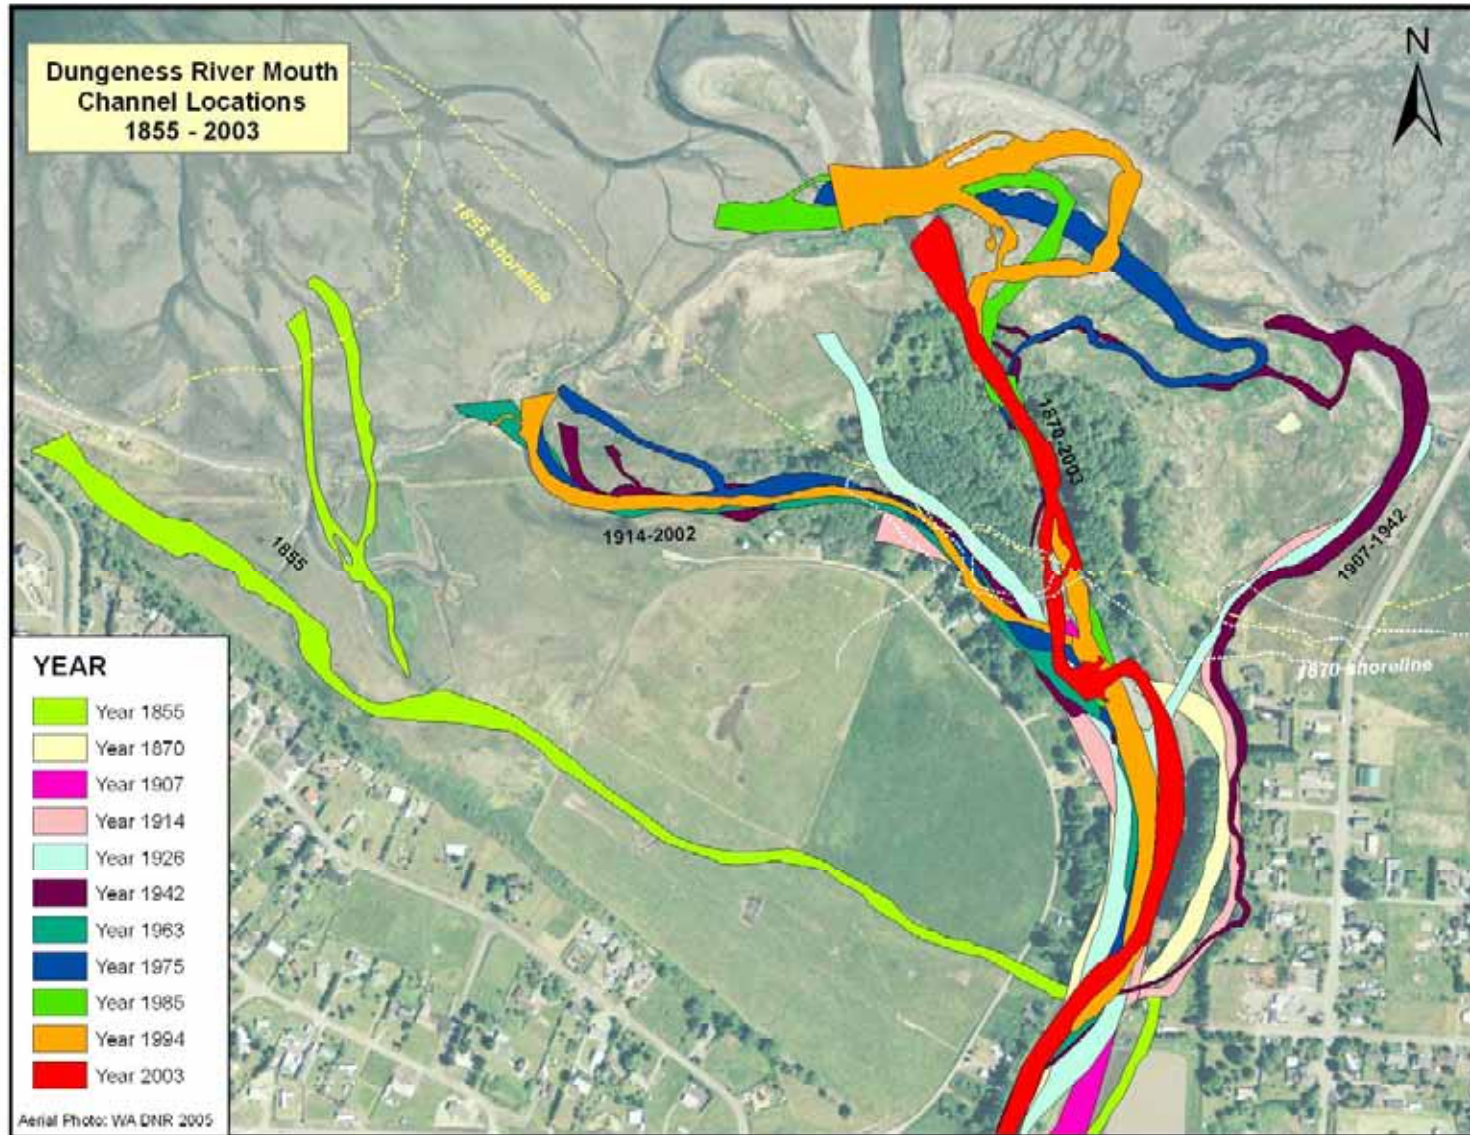 Dungeness River Mouth
Channel Locations
1855 - 2003
N
1855 shoreline
1870-2003
1914-2002
1907-1942
1855
1870 shoreline
YEAR
Year 1855
Year 1870
Year 1907
Year 1914
Year 1926
Year 1942
Year 1963
Year 1975
Year 1985
Year 1994
Year 2003
Aerial Photo: WA DNR 2005